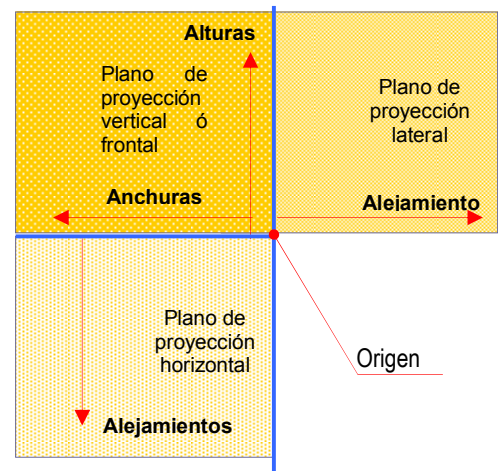 Alturas
Plano de
proyección
vertical ó
frontal
Plano de
proyección
lateral
Anchuras
Alejamiento
Plano de
proyección
horizontal
Origen
Alejamientos